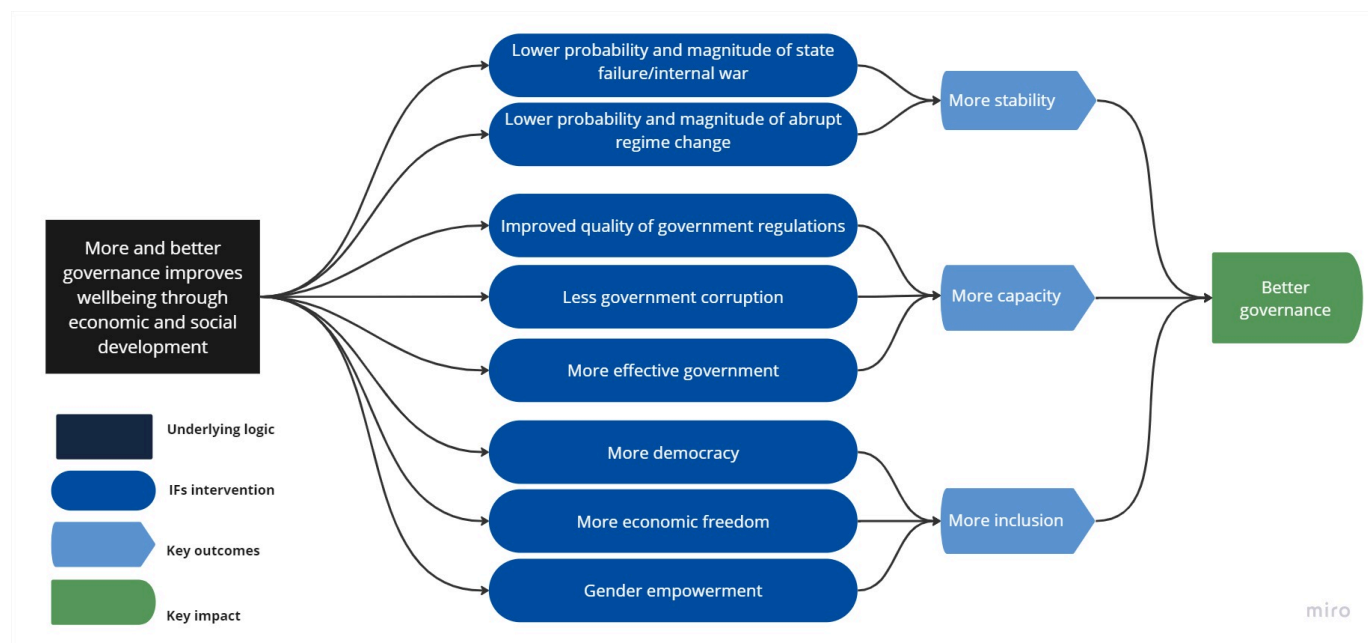 More and better
governance improves
wellbeing through
economic and social
development
Lower probability and magnitude of state
failure/internal war
Lower probability and magnitude of abrupt
regime change
Improved quality of government regulations
Less government corruption
More effective government
More democracy
More economic freedom
Gender empowerment
More stability
More capacity
More inclusion
Better
governance
Underlying logic
IFs intervention
Key outcomes
Key impact
miro